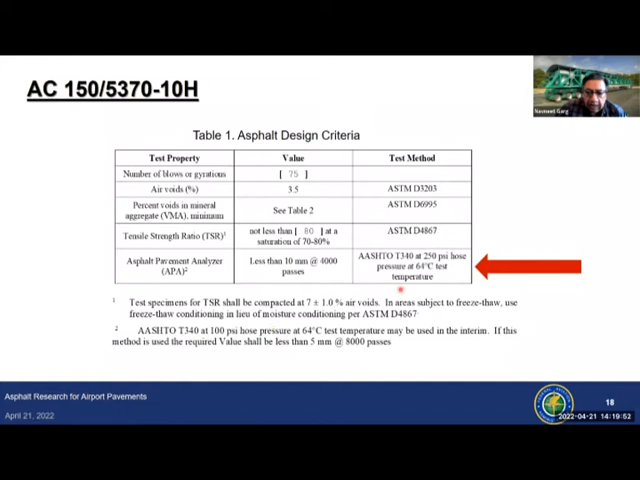 AC 150/5370-10H
Navneet Garg
Table 1. Asphalt Design Criteria
Test Property Value Test Method
Number of blows or gyrations [ 75 ]
Air voids (%) 3.5 ASTM D3203
Percent voids in mineral aggregate (VMA), minimum See Table 2 ASTM D6995
Tensile Strength Ratio (TSR)¹ not less than [ 80 ] at a saturation of 70-80% ASTM D4867
Asphalt Pavement Analyzer (APA)² Less than 10 mm @ 4000 passes AASHTO T340 at 250 psi hose pressure at 64°C test temperature
¹ Test specimens for TSR shall be compacted at 7 ± 1.0 % air voids. In areas subject to freeze-thaw, use
freeze-thaw conditioning in lieu of moisture conditioning per ASTM D4867
² AASHTO T340 at 100 psi hose pressure at 64°C test temperature may be used in the interim. If this
method is used the required Value shall be less than 5 mm @ 8000 passes
Asphalt Research for Airport Pavements
April 21, 2022
18
2022-04-21 14:19:52